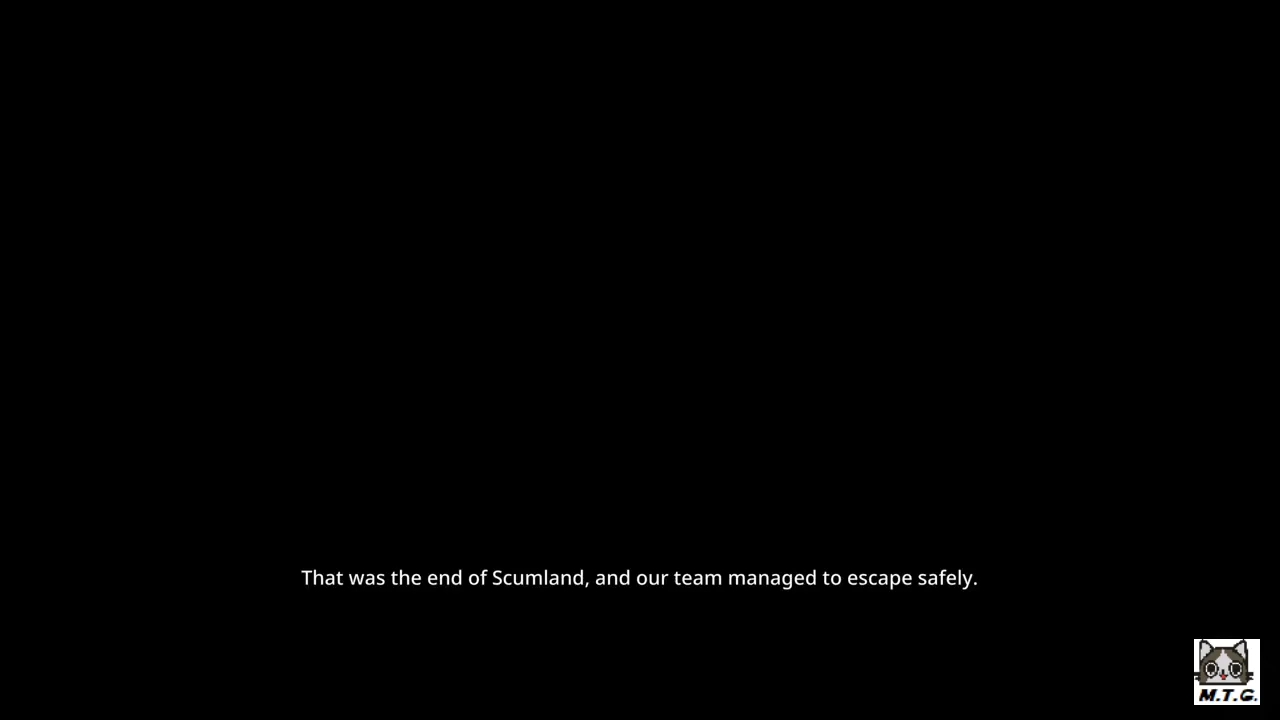 That was the end of Scumland, and our team managed to escape safely.
M.T.G.